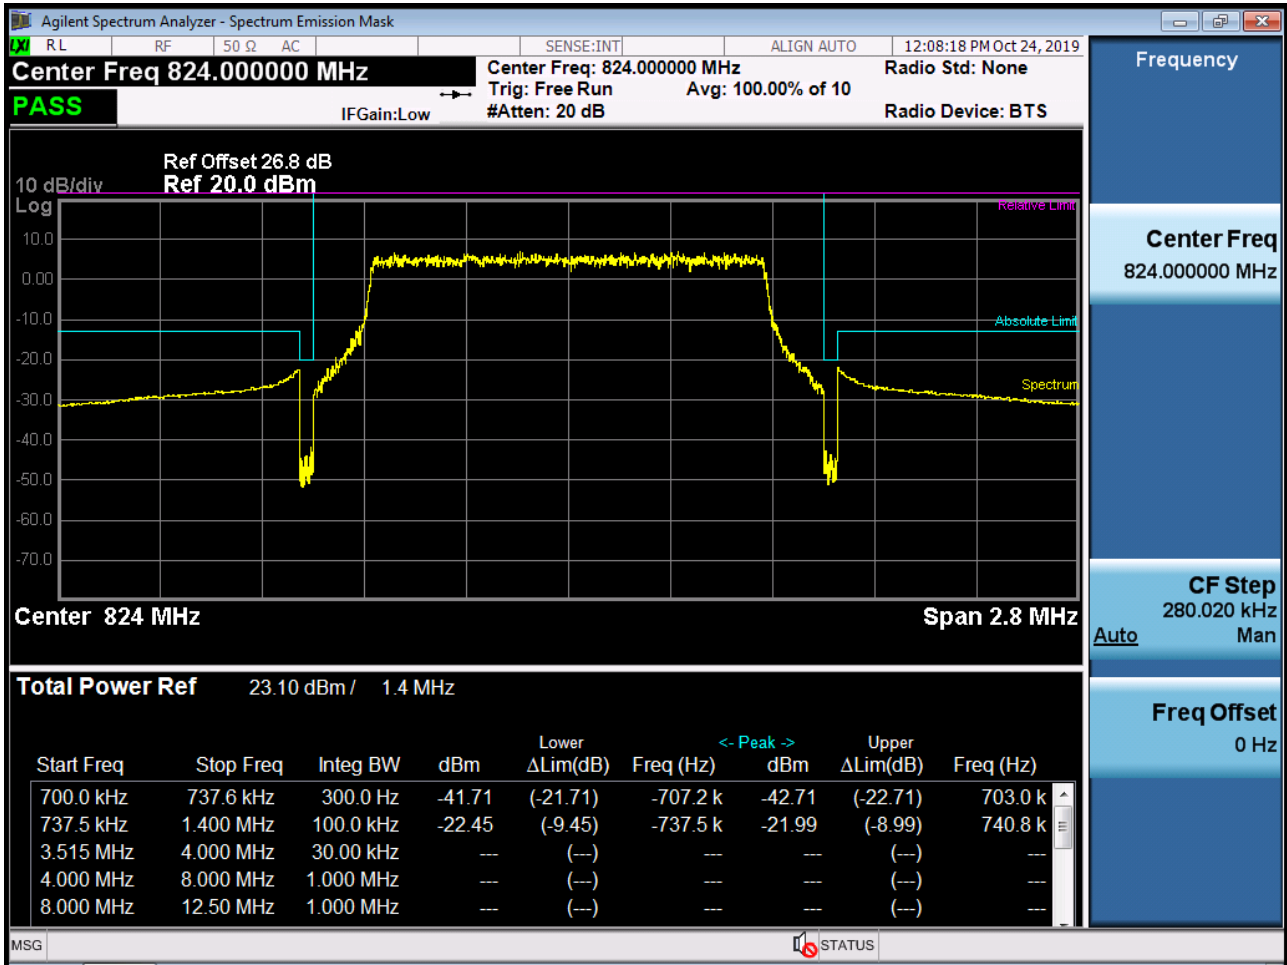 Agilent Spectrum Analyzer - Spectrum Emission Mask
LXI RL RF 50 Ω AC SENSE:INT ALIGN AUTO 12:08:18 PM Oct 24, 2019
Center Freq 824.000000 MHz
Center Freq: 824.000000 MHz Radio Std: None
Trig: Free Run Avg: 100.00% of 10
PASS IFGain:Low #Atten: 20 dB Radio Device: BTS
Ref Offset 26.8 dB
10 dB/div Ref 20.0 dBm
Log
Relative Limit
10.0
0.00
-10.0
Absolute Limit
-20.0
Spectrum
-30.0
-40.0
-50.0
-60.0
-70.0
Center 824 MHz Span 2.8 MHz
Total Power Ref 23.10 dBm / 1.4 MHz
Lower <- Peak -> Upper
Start Freq Stop Freq Integ BW dBm ΔLim(dB) Freq (Hz) dBm ΔLim(dB) Freq (Hz)
700.0 kHz 737.6 kHz 300.0 Hz -41.71 (-21.71) -707.2 k -42.71 (-22.71) 703.0 k
737.5 kHz 1.400 MHz 100.0 kHz -22.45 (-9.45) -737.5 k -21.99 (-8.99) 740.8 k
3.515 MHz 4.000 MHz 30.00 kHz --- (---) --- --- (---) ---
4.000 MHz 8.000 MHz 1.000 MHz --- (---) --- --- (---) ---
8.000 MHz 12.50 MHz 1.000 MHz --- (---) --- --- (---) ---
MSG STATUS
Frequency
Center Freq
824.000000 MHz
CF Step
280.020 kHz
Auto Man
Freq Offset
0 Hz